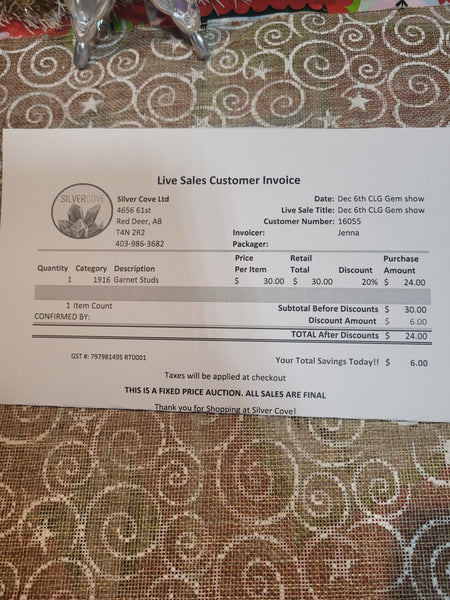 Live Sales Customer Invoice
SILVERCOVE
Silver Cove Ltd
4656 61st
Red Deer, AB
T4N 2R2
403-986-3682
Date: Dec 6th CLG Gem show
Live Sale Title: Dec 6th CLG Gem show
Customer Number: 16055
Invoicer: Jenna
Packager:
Quantity Category Description Price Per Item Retail Total Discount Purchase Amount
1 1916 Garnet Studs $ 30.00 $ 30.00 20% $ 24.00
1 Item Count
Subtotal Before Discounts $ 30.00
CONFIRMED BY:
Discount Amount $ 6.00
TOTAL After Discounts $ 24.00
GST #: 797981495 RT0001
Your Total Savings Today!! $ 6.00
Taxes will be applied at checkout
THIS IS A FIXED PRICE AUCTION. ALL SALES ARE FINAL
Thank you for Shopping at Silver Cove!